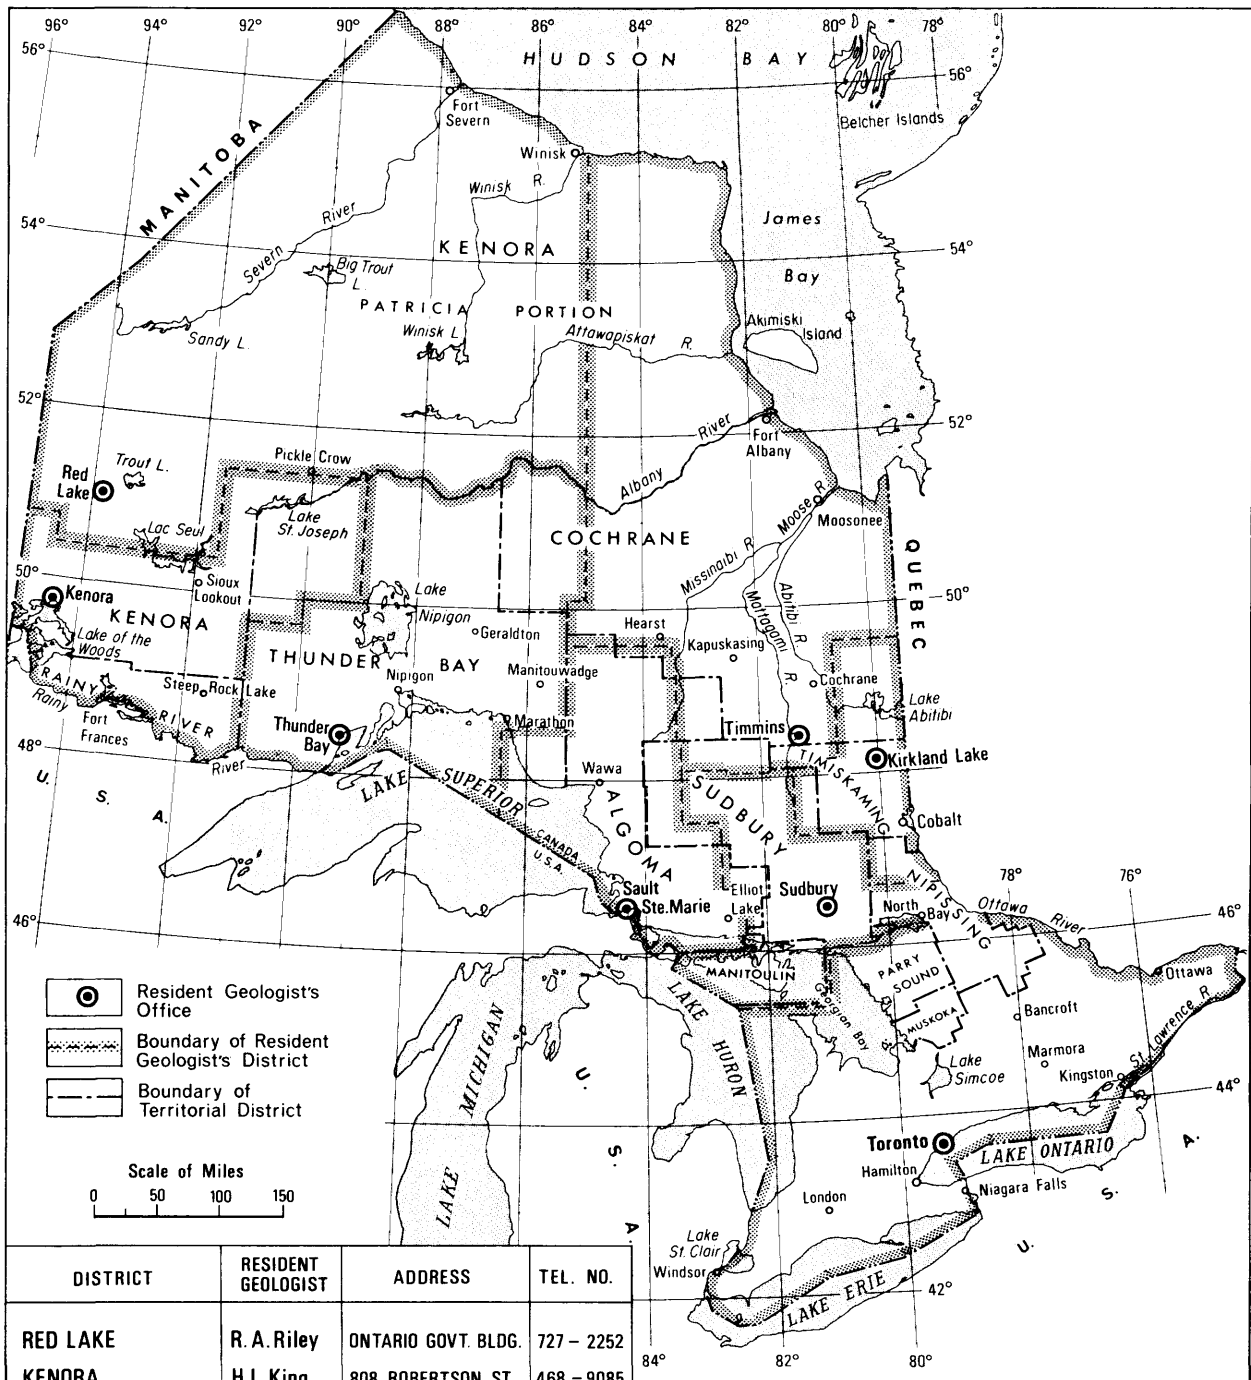 96° 94° 92° 90° 88° 86° 84° 82° 80° 78°
56°
HUDSON BAY
56°
Belcher Islands
Fort
Severn
MANITOBA
Winisk
Winisk R.
54°
Severn River
KENORA
James
Bay
54°
Big Trout
L.
PATRICIA PORTION
Sandy L.
Winisk L.
Attawapiskat R.
Akimiski
Island
52°
52°
Albany River
Fort
Albany
Red
Lake
Trout L.
Pickle Crow
Lake
St. Joseph
Lac Seul
Moose R.
Moosonee
COCHRANE
QUEBEC
Missinaibi R.
Abitibi R.
Mattagami R.
50°
50°
Kenora
Sioux
Lookout
KENORA
Lake
Nipigon
Geraldton
Hearst
Kapuskasing
Lake of the
Woods
THUNDER BAY
Manitouwadge
Nipigon
Cochrane
Lake
Abitibi
RAINY RIVER
Steep Rock Lake
Rainy River
Fort
Frances
Thunder
Bay
Marathon
Timmins
Kirkland Lake
48°
U. S. A.
LAKE SUPERIOR
Wawa
TIMISKAMING
SUDBURY
ALGOMA
Cobalt
CANADA
U.S.A.
NIPISSING
78° 76°
Sault
Ste. Marie
Elliot
Lake
Sudbury
North
Bay
Ottawa River
46°
46°
MANITOULIN
PARRY
SOUND
Ottawa
Georgian Bay
MUSKOKA
Bancroft
St. Lawrence R.
LAKE HURON
LAKE MICHIGAN
Lake
Simcoe
Marmora
Kingston
44°
Resident Geologist's
Office
Boundary of Resident
Geologist's District
Boundary of
Territorial District
U. S. A.
Toronto
LAKE ONTARIO
Hamilton
Niagara Falls
London
U. S. A.
Scale of Miles
0 50 100 150
Lake
St. Clair
Windsor
LAKE ERIE
42°
84° 82° 80°
DISTRICT RESIDENT GEOLOGIST ADDRESS TEL. NO.
RED LAKE R. A. Riley ONTARIO GOVT. BLDG. 727 – 2252
KENORA H.L. King 808 ROBERTSON ST. 468 – 9085